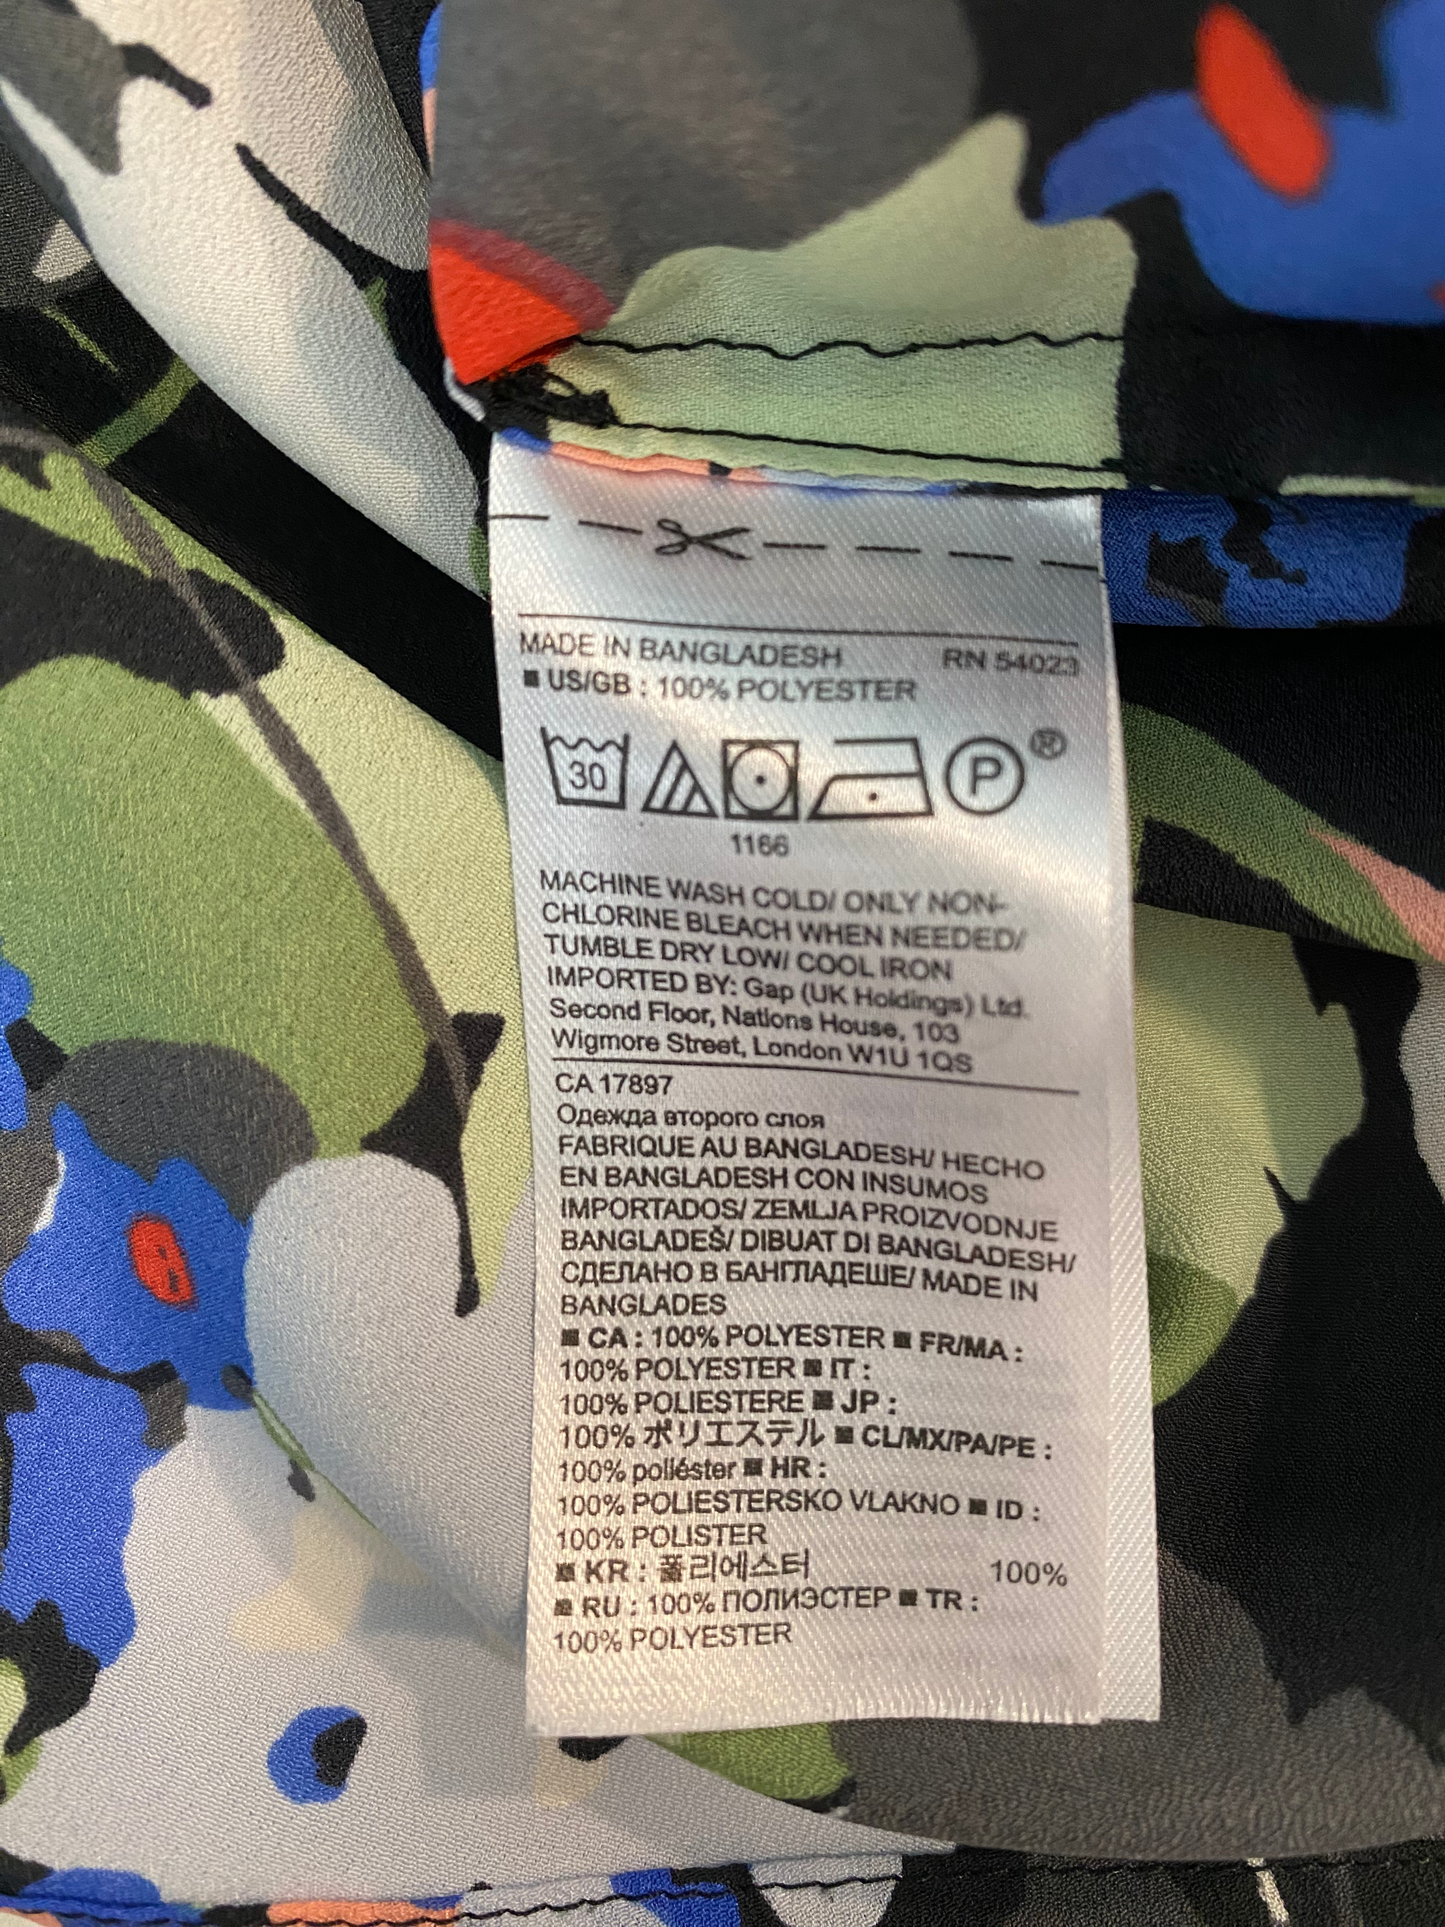 MADE IN BANGLADESH RN 54023
■ US/GB : 100% POLYESTER
30 P ®
1166
MACHINE WASH COLD/ ONLY NON-
CHLORINE BLEACH WHEN NEEDED/
TUMBLE DRY LOW/ COOL IRON
IMPORTED BY: Gap (UK Holdings) Ltd.
Second Floor, Nations House, 103
Wigmore Street, London W1U 1QS
CA 17897
Одежда второго слоя
FABRIQUE AU BANGLADESH/ HECHO
EN BANGLADESH CON INSUMOS
IMPORTADOS/ ZEMLJA PROIZVODNJE
BANGLADEŠ/ DIBUAT DI BANGLADESH/
СДЕЛАНО В БАНГЛАДЕШЕ/ MADE IN
BANGLADES
■ CA : 100% POLYESTER ■ FR/MA :
100% POLYESTER ■ IT :
100% POLIESTERE ■ JP :
100% ポリエステル ■ CL/MX/PA/PE :
100% poliéster ■ HR :
100% POLIESTERSKO VLAKNO ■ ID :
100% POLISTER
■ KR : 폴리에스터 100%
■ RU : 100% ПОЛИЭСТЕР ■ TR :
100% POLYESTER